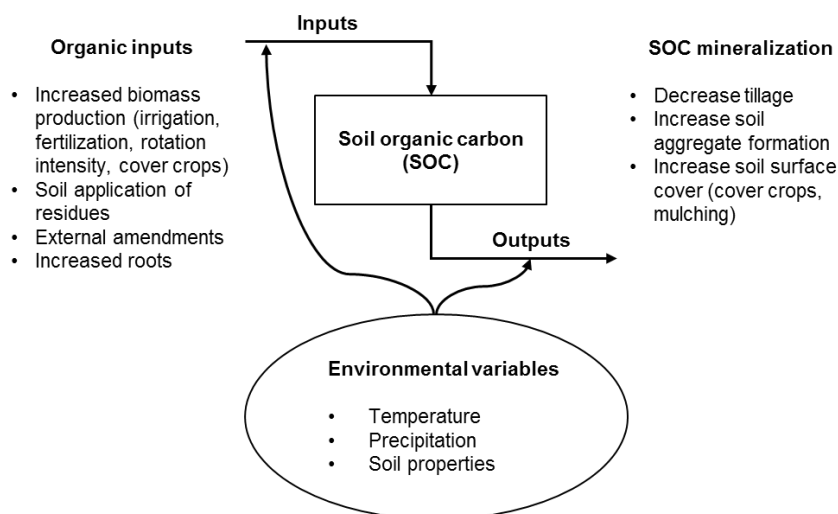 Inputs
Organic inputs
• Increased biomass
production (irrigation,
fertilization, rotation
intensity, cover crops)
• Soil application of
residues
• External amendments
• Increased roots
Soil organic carbon
(SOC)
SOC mineralization
• Decrease tillage
• Increase soil
aggregate formation
• Increase soil surface
cover (cover crops,
mulching)
Outputs
Environmental variables
• Temperature
• Precipitation
• Soil properties